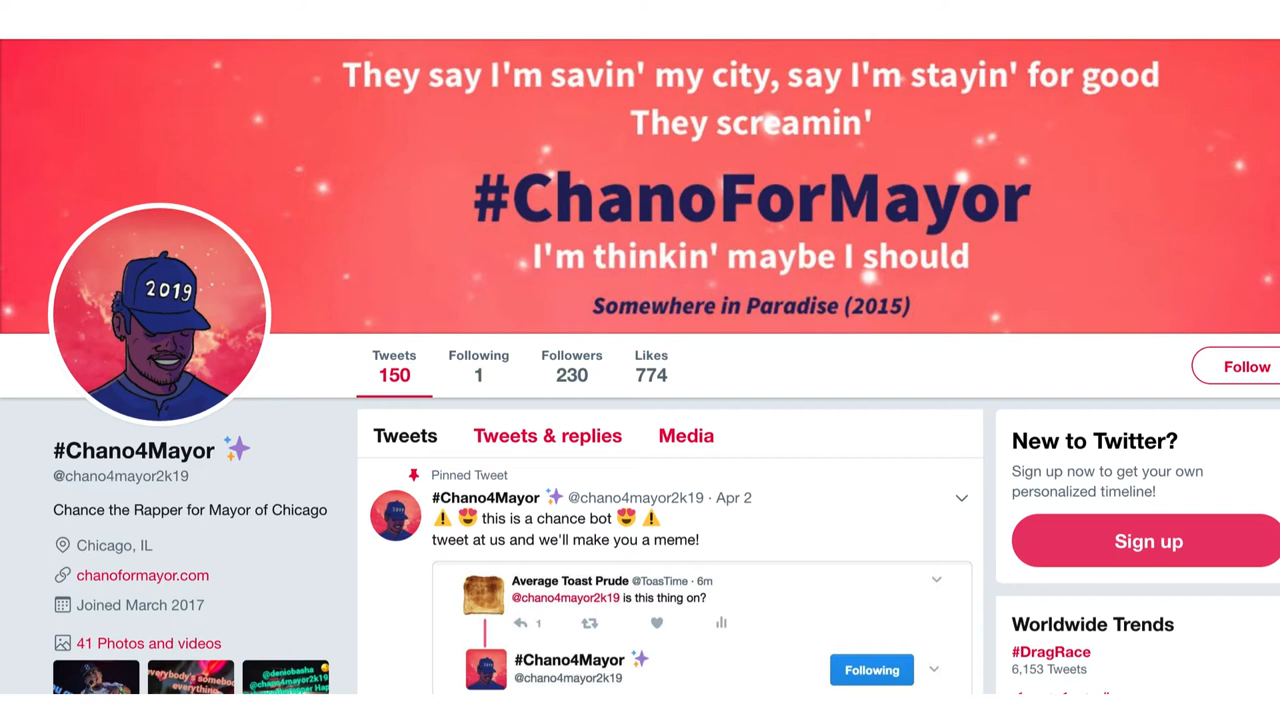 They say I'm savin' my city, say I'm stayin' for good
They screamin'
#ChanoForMayor
I'm thinkin' maybe I should
Somewhere in Paradise (2015)
2019
Tweets Following Followers Likes
150 1 230 774
Follow
#Chano4Mayor
@chano4mayor2k19
Chance the Rapper for Mayor of Chicago
Chicago, IL
chanoformayor.com
Joined March 2017
41 Photos and videos
everybody's somebody's
everything
@deniobasha
@chano4mayor2k19
Tweets Tweets & replies Media
Pinned Tweet
#Chano4Mayor @chano4mayor2k19 · Apr 2
⚠️ 😍 this is a chance bot 😍 ⚠️
tweet at us and we'll make you a meme!
Average Toast Prude @ToasTime · 6m
@chano4mayor2k19 is this thing on?
1
#Chano4Mayor
@chano4mayor2k19
Following
New to Twitter?
Sign up now to get your own
personalized timeline!
Sign up
Worldwide Trends
#DragRace
6,153 Tweets